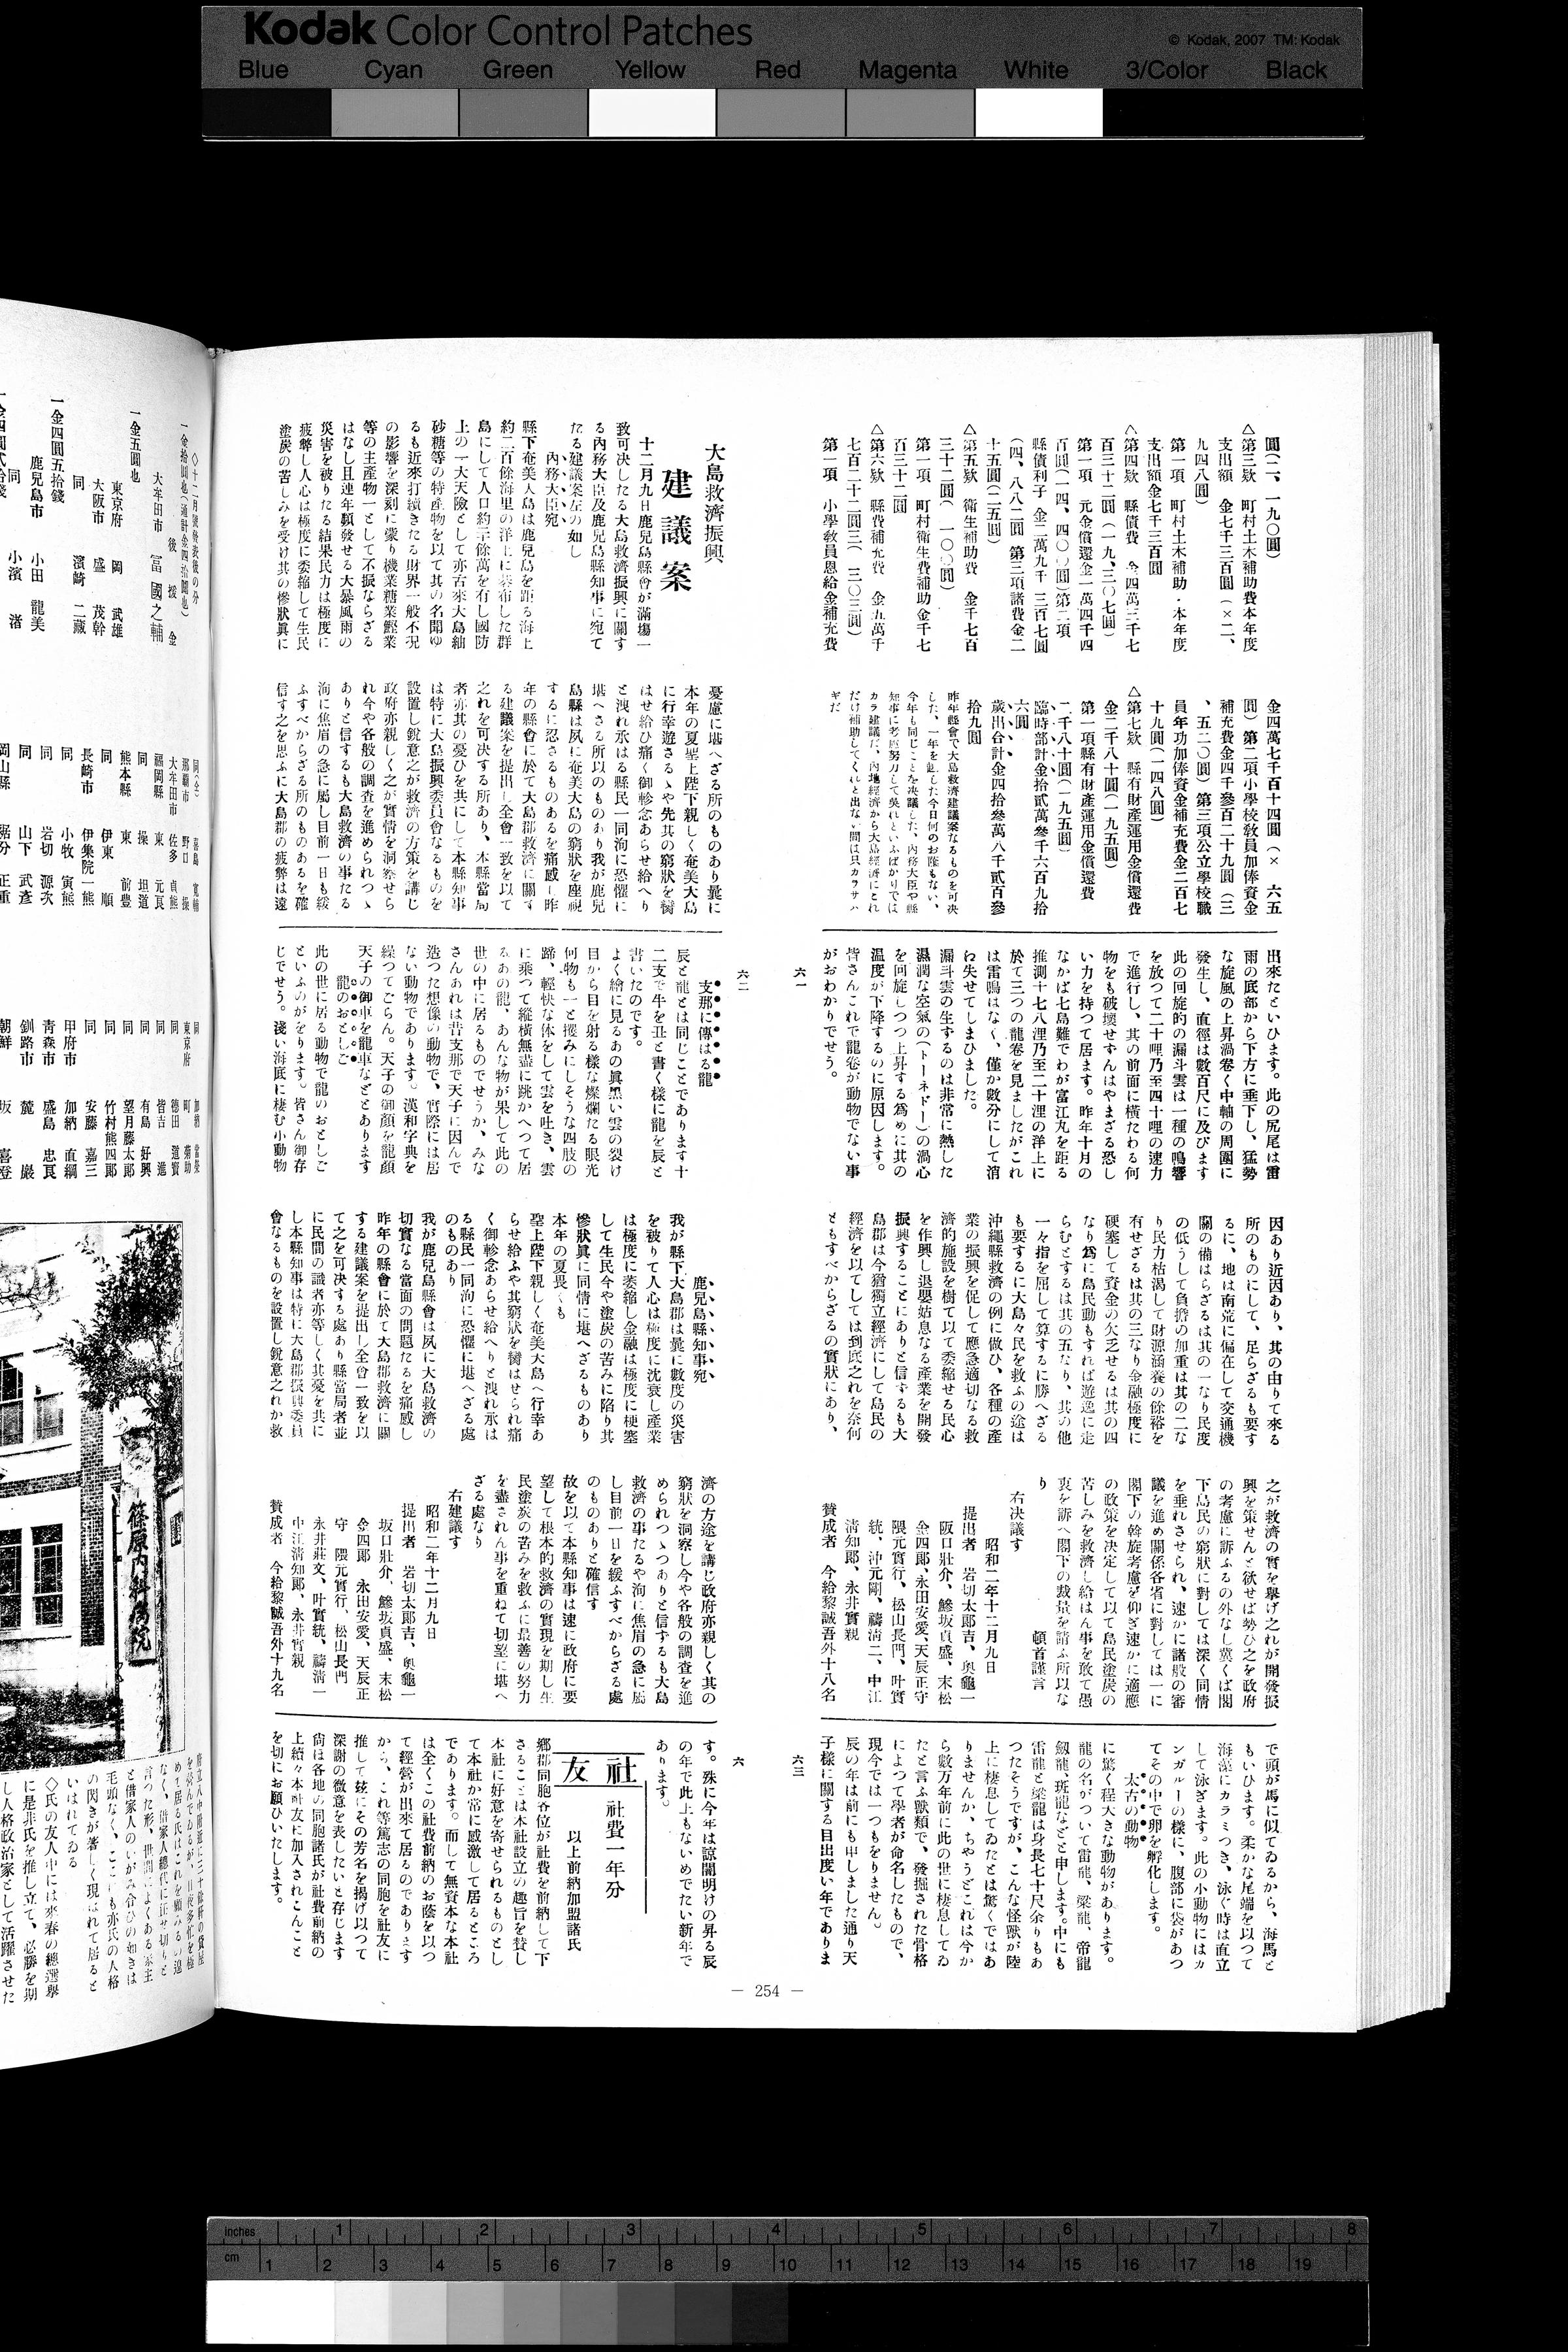 Kodak Color Control Patches
© Kodak, 2007 TM: Kodak
Blue Cyan Green Yellow Red Magenta White 3/Color Black
圓(二、一九〇圓)
△第三欵 町村土木補助費本年度
支出額 金七千三百圓(×二、
九四八圓)
第一項 町村土木補助・本年度
支出額金七千三百圓
△第四欵 縣債費 金四萬三千七
百三十二圓(一九、三〇七圓)
第一項 元金償還金一萬四千四
百圓(一四、四〇〇圓)第二項
縣債利子 金二萬九千三百七圓
(四、八八二圓 第三項諸費金二
十五圓(二五圓)
△第五欵 衛生補助費 金千七百
三十二圓( 一〇〇圓)
第一項 町村衛生費補助金千七
百三十二圓
△第六欵 縣費補充費 金五萬千
七百二十二圓三( 三〇三圓)
第一項 小學敎員恩給金補充費
金四萬七千百十四圓(× 六五
圓)第二項小學校敎員加俸資金
補充費金四千參百二十九圓(三
、五二〇圓)第三項公立學校職
員年功加俸資金補充費金二百七
十九圓(一四八圓)
△第七欵 縣有財産運用金償還費
金二千八十圓(一九五圓)
第一項縣有財産運用金償還費
二千八十圓(一九五圓)
臨時部計金拾貳萬參千六百九拾
六圓
歲出合計金四拾參萬八千貳百參
拾九圓
昨年縣會で大島救濟建議案なるものを可決
した、一年を經した今日何のお蔭もない、
今年も同じことを決議した、內務大臣や縣
知事に考慮努力して吳れといふばかりでは
カラ建議だ、內地經濟から大島經濟にどれ
だけ補助してくれと出ない間は只カラサハ
ギだ
六一
出來たといひます。此の尻尾は雷
雨の底部から下方に垂下し、猛勢
な旋風の上昇渦卷く中軸の周圍に
發生し、直徑は數百尺に及びます
此の回旋的の漏斗雲は一種の鳴響
を放つて二十哩乃至四十哩の速力
で進行し、其の前面に橫たわる何
物をも破壞せずんはやまざる恐し
い力を持つて居ます。昨年十月の
なかば七島難でわが富江丸を距る
推測十七八浬乃至二十浬の洋上に
於て三つの龍卷を見ましたがこれ
は雷鳴はなく、僅か數分にして消
ね失せてしまひました。
漏斗雲の生ずるのは非常に熱した
濕潤な空氣の(トーネドー)の渦心
を回旋しつつ上昇する爲めに其の
溫度が下降するのに原因します。
皆さんこれで龍卷が動物でない事
がおわかりでせう。
因あり近因あり、其の由りて來る
所のものにして、足らざるも要す
るに、地は南荒に偏在して交通機
關の備はらざるは其の一なり民度
の低うして負擔の加重は其の二な
り民力枯渴して財源涵養の餘裕を
有せざるは其の三なり金融極度に
硬塞して資金の欠乏せるは其の四
なり爲に島民動もすれば遊逸に走
らむとするは其の五なり、其の他
一々指を屈して算するに勝へざる
も要するに大島々民を救ふの途は
沖繩縣救濟の例に倣ひ、各種の產
業の振興を促して應急適切なる救
濟的施設を樹て以て委縮せる民心
を作興し退嬰姑息なる產業を開發
振興することにありと信ずるも大
島郡は今猶獨立經濟にして島民の
經濟を以てしては到底之れを奈何
ともすべからざるの實狀にあり、
之が救濟の實を擧げ之れが開發振
興を策せんと欲せば勢ひ之を政府
の考慮に訴ふるの外なし冀くば閣
下島民の窮狀に對しては深く同情
を垂れさせられ、速かに諸般の審
議を進め關係各省に對しては一に
閣下の斡旋考慮を仰ぎ速かに適應
の政策を決定して以て島民塗炭の
苦しみを救濟し給はん事を敢て愚
衷を訴へ閣下の裁量を請ふ所以な
り
頓首謹言
右決議す
昭和二年十二月九日
提出者 岩切太郞吉、奥龜一
阪口壯介、鰺坂貞盛、末松
金四郞、永田安愛、天辰正守
隈元實行、松山長門、叶實
統、沖元剛、禱淸二、中江
淸知郞、永井實親
賛成者 今給黎誠吾外十八名
六三
で頭が馬に似てゐるから、海馬と
もいひます。柔かな尾端を以つて
海藻にカラミつき、泳ぐ時は直立
して泳ぎます。此の小動物にはカ
ンガルーの樣に、腹部に袋があつ
てその中で卵を孵化します。
太古の動物
に驚く程大きな動物があります。
龍の名がついて雷龍、梁龍、帝龍
劒龍、斑龍などと申します。中にも
雷龍と梁龍は身長七十尺余りもあ
つたそうですが、こんな怪獸が陸
上に棲息してゐたとは驚くではあ
りませんか、ちやうどこれは今か
ら數万年前に此の世に棲息してゐ
たと言ふ獸類で、發掘された骨格
によつて學者が命名したもので、
現今では一つもをりません。
辰の年は前にも申しました通り天
子樣に關する目出度い年でありま
大島救濟振興
建議案
十二月九日鹿兒島縣會が滿場一
致可決したる大島救濟振興に關す
る內務大臣及鹿兒島縣知事に宛て
たる建議案左の如し
內務大臣宛
縣下奄美大島は鹿兒島を距る海上
約二百餘海里の洋上に碁布した群
島にして人口約二十餘萬を有し國防
上の一大天險として亦古來大島紬
砂糖等の特產物を以て其の名聞ゆ
るも近來打續きたる財界一般不況
の影響を深刻に蒙り機業糖業鰹業
等の主產物一として不振ならざる
はなし且連年頻發せる大暴風雨の
災害を被りたる結果民力は極度に
疲弊し人心は極度に委縮して生民
塗炭の苦しみを受け其の慘狀眞に
憂慮に堪へざる所のものあり曩に
本年の夏聖上陛下親しく奄美大島
に行幸遊さるゝや先其の窮狀を嚮
はせ給ひ痛く御軫念あらせ給へり
と洩れ承はる縣民一同洵に恐懼に
堪へさる所以のものあり我が鹿兒
島縣は夙に奄美大島の窮狀を座視
するに忍さるものあるを痛感し昨
年の縣會に於て大島郡救濟に關す
る建議案を提出し全會一致を以て
之れを可決する所あり、本縣當局
者亦其の憂ひを共にして本縣知事
は特に大島振興委員會なるものを
設置し銳意之が救濟の方策を講じ
政府亦親しく之が實情を洞察せら
れ今や各般の調査を進められつゝ
ありと信するも大島救濟の事たる
洵に焦眉の急に屬し目前一日も緩
ふすべからざる所のものあるを確
信す之を思ふに大島郡の疲弊は遠
六二
支那に傳はる龍
辰と龍とは同じことであります十
二支で牛を丑と書く樣に龍を辰と
書いたのです。
よく繪に見るあの眞黑い雲の裂け
目から目を射る樣な燦爛たる眼光
何物も一と摑みにしそうな四肢の
蹄、輕快な体をして雲を吐き、雲
に乘つて縱橫無盡に跳かへつて居
るあの龍、あんな物が果して此の
世の中に居るものでせうか、みな
さんあれは昔支那で天子に因んで
造つた想像の動物で、實際には居
ない動物であります。漢和字典を
繰つてごらん。天子の御顏を龍顏
天子の御車を龍車などとあります
龍のおとしご
此の世に居る動物で龍のおとしご
といふのがをります。皆さん御存
じでせう。淺い海底に棲む小動物
鹿兒島縣知事宛
我が縣下大島郡は曩に數度の災害
を被りて人心は極度に沈衰し產業
は極度に萎縮し金融は極度に梗塞
して生民今や塗炭の苦みに陷り其
慘狀眞に同情に堪へざるものあり
本年の夏畏くも
聖上陛下親しく奄美大島へ行幸あ
らせ給ふや其窮狀を嚮はせられ痛
く御軫念あらせ給へりと洩れ承は
る縣民一同洵に恐懼に堪へざる處
のものあり
我が鹿兒島縣會は夙に大島救濟の
切實なる當面の問題たるを痛感し
昨年の縣會に於て大島郡救濟に關
する建議案を提出し全會一致を以
て之を可決する處あり縣當局者並
に民間の識者亦等しく其憂を共に
し本縣知事は特に大島郡振興委員
會なるものを設置し銳意之れか救
濟の方途を講じ政府亦親しく其の
窮狀を洞察し今や各般の調査を進
められつゝつありと信するも大島
救濟の事たるや洵に焦眉の急に屬
し目前一日を緩ふすべからざる處
のものありと確信す
故を以て本縣知事は速に政府に要
望して根本的救濟の實現を期し生
民塗炭の苦みを救ふに最善の努力
を盡されん事を重ねて切望に堪へ
ざる處なり
右建議す
昭和二年十二月九日
提出者 岩切太郞吉、奥龜一
坂口壯介、鰺坂貞盛、末松
金四郞 永田安愛、天辰正
守 隈元實行、松山長門
永井莊文、叶實統、禱淸一
中江淸知郞、永井實親
賛成者 今給黎誠吾外十九名
六
す。殊に今年は諒闇明けの昇る辰
の年で此上もないめでたい新年で
あります。
社友
社費一年分
以上前納加盟諸氏
鄕郡同胞各位が社費を前納して下
さることは本社設立の趣旨を賛し
本社に好意を寄せられるものとし
て本社か常に感激して居るところ
であります。而して無資本な本社
は全くこの社費前納のお蔭を以つ
て經營が出來て居るのであります
から、これ等篤志の同胞を社友に
推して玆にその芳名を揭げ以つて
深謝の微意を表したいと存じます
尙ほ各地の同胞諸氏が社費前納の
上續々本社友に加入されこんこと
を切にお願ひいたします。
— 254 —
◇十二月號發表後の分
一金拾圓也(通計金四拾圓也)
後援金
大牟田市 冨國之輔
一金五圓也
東京府 岡 武雄
大阪市 盛 茂幹
同 濱崎 二藏
一金四圓五拾錢
鹿兒島市 小田 龍美
同 小濱 渚
一金四圓貳拾錢
那覇市 野口 操
大牟田市 佐多 貞熊
福岡縣 東 元良
同 操 坦道
熊本縣 東 前豐
同 伊東 順
長崎市 伊集院一熊
同 小牧 寅熊
同 岩切 源次
同 山下 武彥
岡山縣 正重
東京府 町
同 德田 道實
同 皆吉 進
同 有島 好興
同 望月藤太郞
同 竹村熊四郞
同 安藤 嘉三
甲府市 加納 直綱
青森市 盛島 忠良
釧路市 麓 巖
朝鮮 坂 喜登
篠原內科病院
めて居る氏はこれを顧みるの遑
なく、借家人總代に任せ切りと
言つた形、世間によくある家主
と借家人のいがみ合ひの如きは
毛頭なく、ここにも亦氏の人格
の閃きが著しく現はれて居ると
いはれてゐる
◇氏の友人中には來春の總選擧
に是非氏を推し立て、必勝を期
し人格政治家として活躍させた
inches 1 2 3 4 5 6 7 8
cm 1 2 3 4 5 6 7 8 9 10 11 12 13 14 15 16 17 18 19